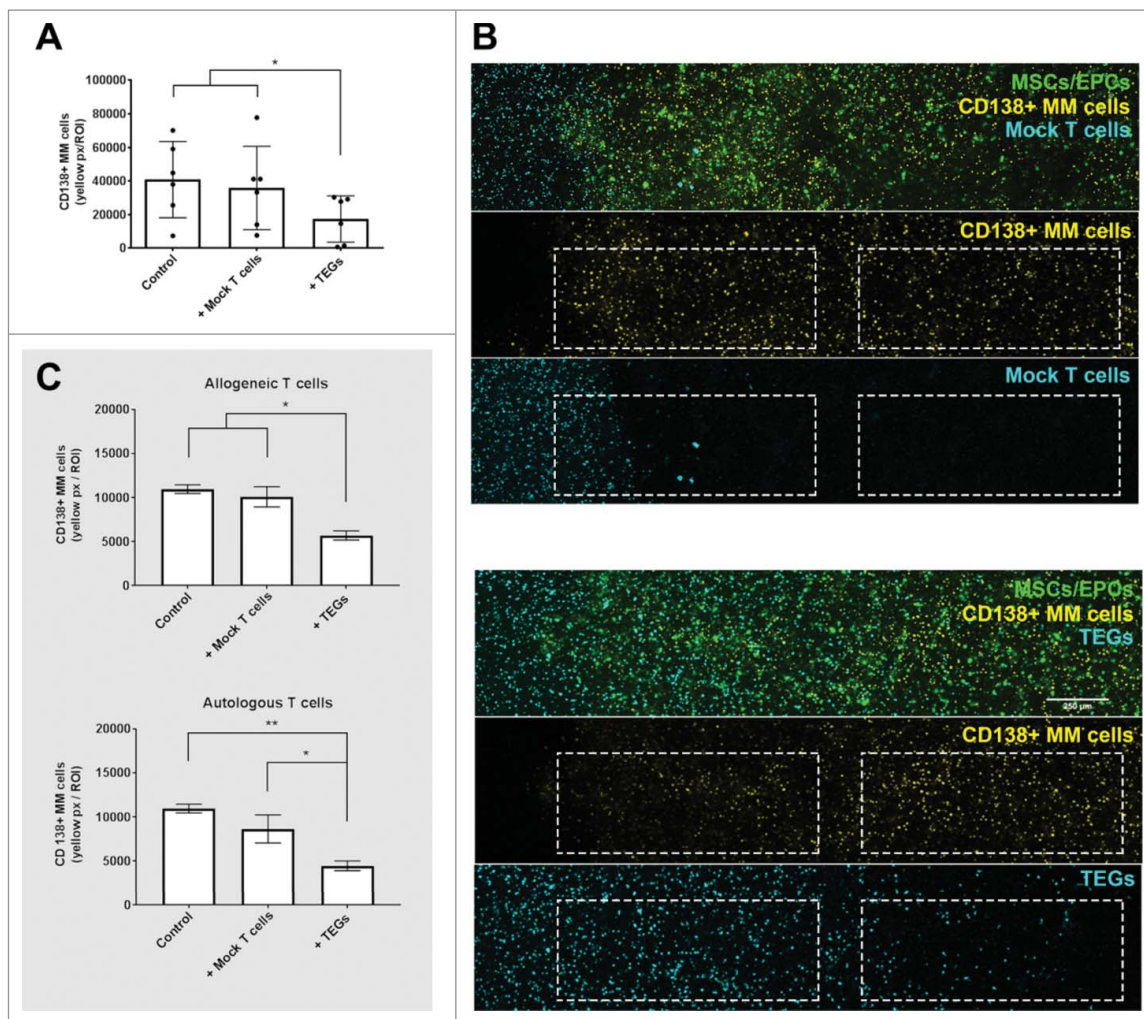 A
*
100000
80000
60000
40000
20000
0
CD138+ MM cells
(yellow px/ROI)
Control
+ Mock T cells
+ TEGs
B
MSCs/EPCs
CD138+ MM cells
Mock T cells
CD138+ MM cells
Mock T cells
MSCs/EPCs
CD138+ MM cells
TEGs
250 µm
CD138+ MM cells
TEGs
C
Allogeneic T cells
*
20000
15000
10000
5000
0
CD138+ MM cells
(yellow px / ROI)
Control
+ Mock T cells
+ TEGs
Autologous T cells
**
*
20000
15000
10000
5000
0
CD 138+ MM cells
(yellow px / ROI)
Control
+ Mock T cells
+ TEGs